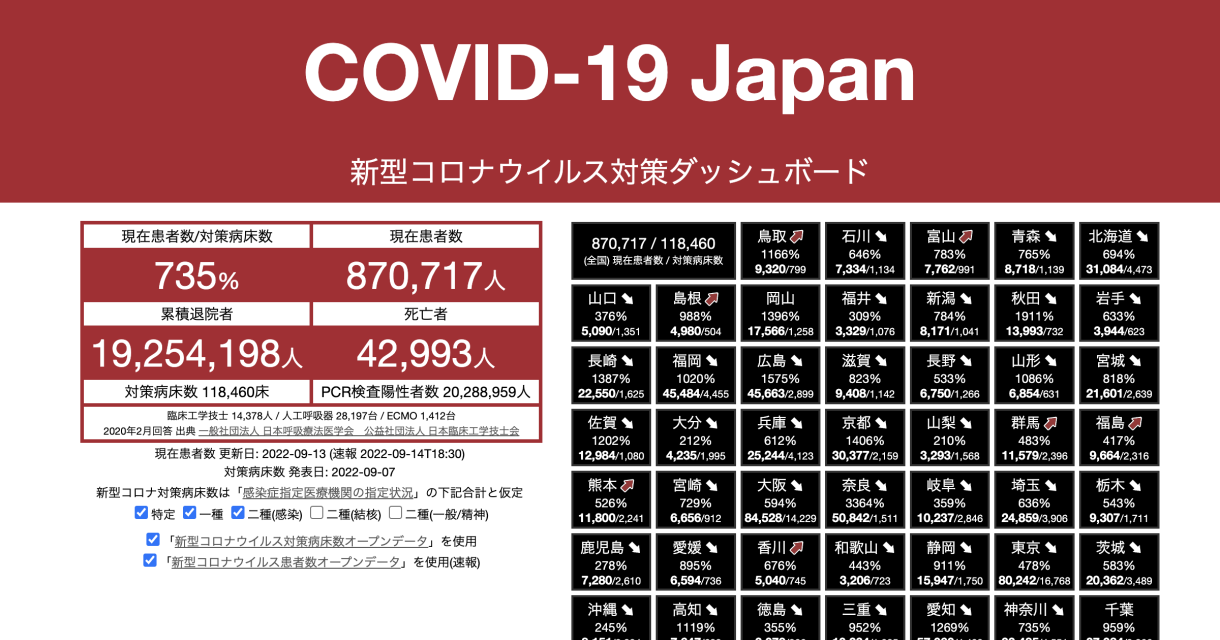 COVID-19 Japan
新型コロナウイルス対策ダッシュボード
現在患者数/対策病床数
現在患者数
735%
870,717人
累積退院者
死亡者
19,254,198人
42,993人
対策病床数 118,460床
PCR検査陽性者数 20,288,959人
臨床工学技士 14,378人 / 人工呼吸器 28,197台 / ECMO 1,412台
2020年2月回答 出典 一般社団法人 日本呼吸療法医学会　公益社団法人 日本臨床工学技士会
現在患者数 更新日: 2022-09-13 (速報 2022-09-14T18:30)
対策病床数 発表日: 2022-09-07
新型コロナ対策病床数は「感染症指定医療機関の指定状況」の下記合計と仮定
特定 一種 二種(感染) 二種(結核) 二種(一般/精神)
「新型コロナウイルス対策病床数オープンデータ」を使用
「新型コロナウイルス患者数オープンデータ」を使用(速報)
870,717 / 118,460
(全国) 現在患者数 / 対策病床数
鳥取 石川 富山 青森 北海道
1166% 646% 783% 765% 694%
9,320/799 7,334/1,134 7,762/991 8,718/1,139 31,084/4,473
山口 島根 岡山 福井 新潟 秋田 岩手
376% 988% 1396% 309% 784% 1911% 633%
5,090/1,351 4,980/504 17,566/1,258 3,329/1,076 8,171/1,041 13,993/732 3,944/623
長崎 福岡 広島 滋賀 長野 山形 宮城
1387% 1020% 1575% 823% 533% 1086% 818%
22,550/1,625 45,484/4,455 45,663/2,899 9,408/1,142 6,750/1,266 6,854/631 21,601/2,639
佐賀 大分 兵庫 京都 山梨 群馬 福島
1202% 212% 612% 1406% 210% 483% 417%
12,984/1,080 4,235/1,995 25,244/4,123 30,377/2,159 3,293/1,568 11,579/2,396 9,664/2,316
熊本 宮崎 大阪 奈良 岐阜 埼玉 栃木
526% 729% 594% 3364% 359% 636% 543%
11,800/2,241 6,656/912 84,528/14,229 50,842/1,511 10,237/2,846 24,859/3,906 9,307/1,711
鹿児島 愛媛 香川 和歌山 静岡 東京 茨城
278% 895% 676% 443% 911% 478% 583%
7,280/2,610 6,594/736 5,040/745 3,206/723 15,947/1,750 80,242/16,768 20,362/3,489
沖縄 高知 徳島 三重 愛知 神奈川 千葉
245% 1119% 355% 952% 1269% 735% 959%